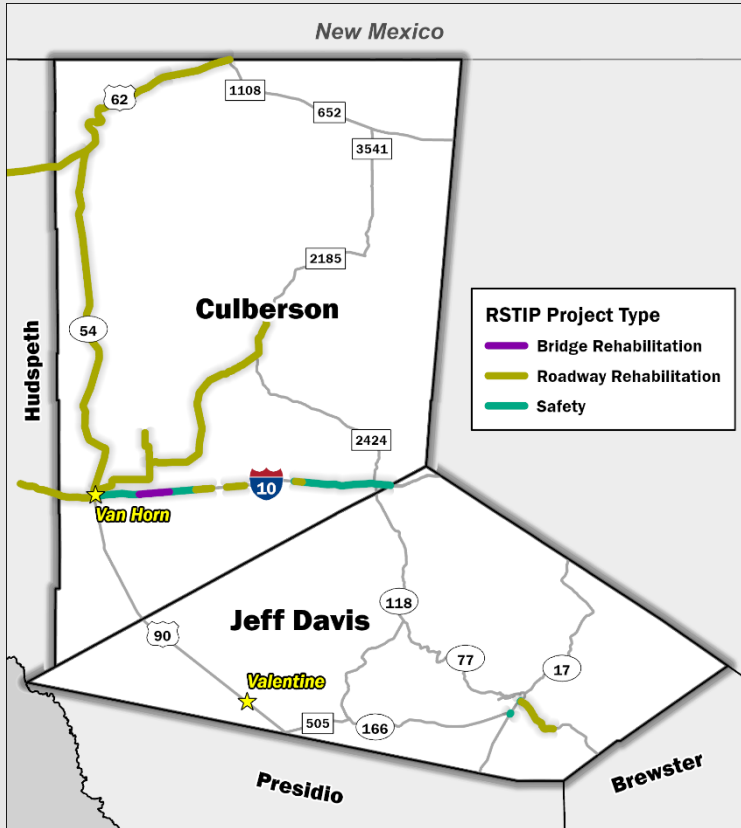 New Mexico
62
1108
652
3541
2185
Culberson
54
Hudspeth
RSTIP Project Type
Bridge Rehabilitation
Roadway Rehabilitation
Safety
2424
10
Van Horn
118
Jeff Davis
90
77
17
Valentine
505
166
Presidio
Brewster